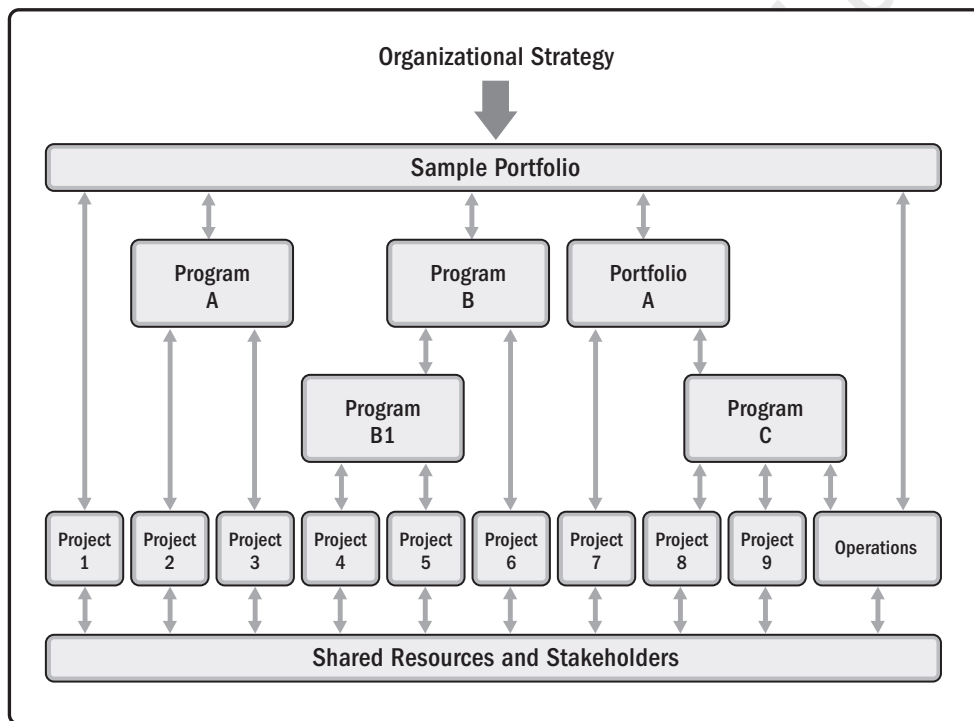 Organizational Strategy
Sample Portfolio
Program
A
Program
B
Portfolio
A
Program
B1
Program
C
Project
1
Project
2
Project
3
Project
4
Project
5
Project
6
Project
7
Project
8
Project
9
Operations
Shared Resources and Stakeholders